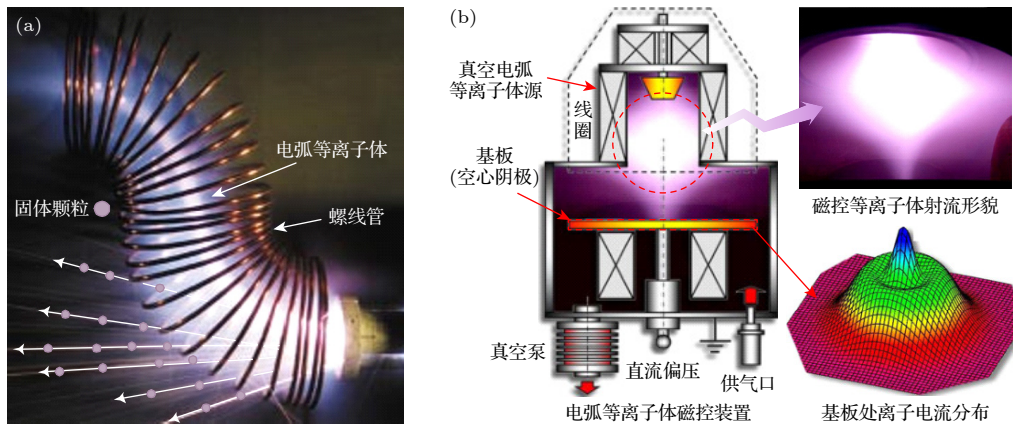 (a)
电弧等离子体
固体颗粒
螺线管
(b)
真空电弧
等离子体源
线圈
基板
(空心阴极)
磁控等离子体射流形貌
真空泵
直流偏压
供气口
电弧等离子体磁控装置
基板处离子电流分布